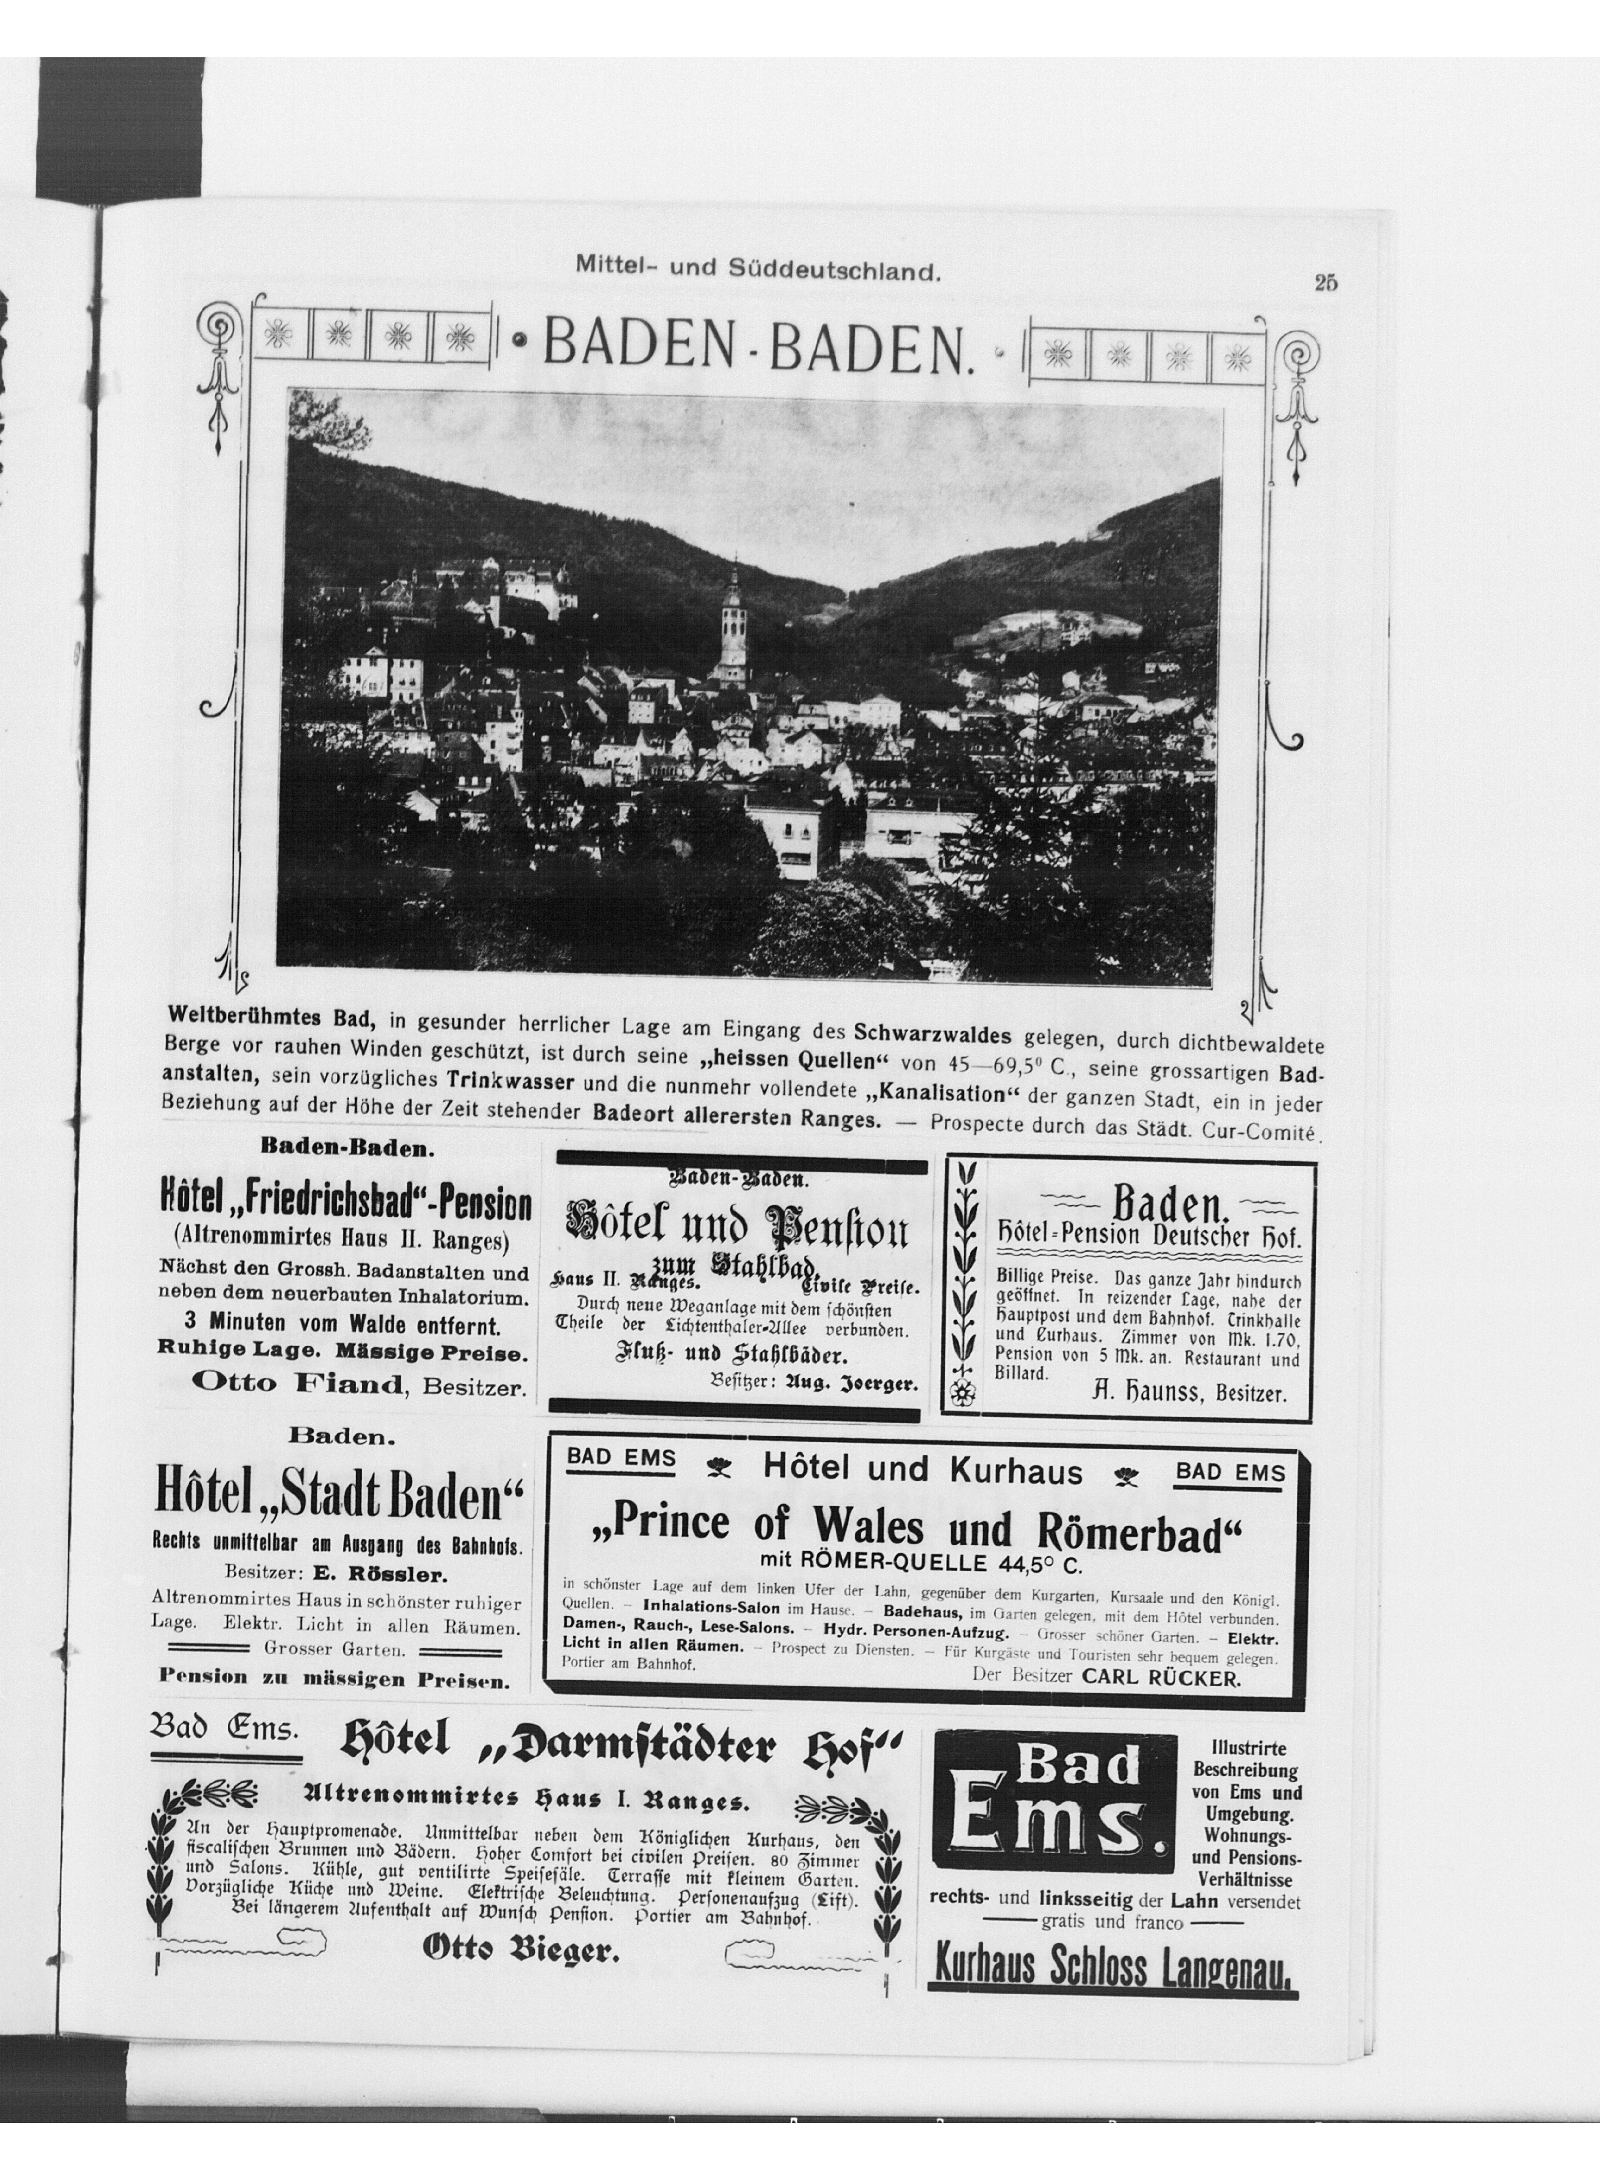 Mittel- und Süddeutschland.
25
BADEN-BADEN.
Weltberühmtes Bad, in gesunder herrlicher Lage am Eingang des Schwarzwaldes gelegen, durch dichtbewaldete
Berge vor rauhen Winden geschützt, ist durch seine „heissen Quellen“ von 45—69,5⁰ C., seine grossartigen Bad-
anstalten, sein vorzügliches Trinkwasser und die nunmehr vollendete „Kanalisation“ der ganzen Stadt, ein in jeder
Beziehung auf der Höhe der Zeit stehender Badeort allerersten Ranges. — Prospecte durch das Städt. Cur-Comité.
Baden-Baden.
Hôtel „Friedrichsbad“-Pension
(Altrenommirtes Haus II. Ranges)
Nächst den Grossh. Badanstalten und
neben dem neuerbauten Inhalatorium.
3 Minuten vom Walde entfernt.
Ruhige Lage. Mässige Preise.
Otto Fiand, Besitzer.
Baden-Baden.
Hôtel und Pension
zum Stahlbad.
Haus II. Ranges. Civile Preise.
Durch neue Weganlage mit dem schönsten
Theile der Lichtenthaler-Allee verbunden.
Fluß- und Stahlbäder.
Besitzer: Aug. Joerger.
Baden.
Hôtel-Pension Deutscher Hof.
Billige Preise. Das ganze Jahr hindurch
geöffnet. In reizender Lage, nahe der
Hauptpost und dem Bahnhof. Trinkhalle
und Curhaus. Zimmer von Mk. 1.70,
Pension von 5 Mk. an. Restaurant und
Billard.
A. Haunss, Besitzer.
Baden.
Hôtel „Stadt Baden“
Rechts unmittelbar am Ausgang des Bahnhofs.
Besitzer: E. Rössler.
Altrenommirtes Haus in schönster ruhiger
Lage. Elektr. Licht in allen Räumen.
Grosser Garten.
Pension zu mässigen Preisen.
BAD EMS Hôtel und Kurhaus BAD EMS
„Prince of Wales und Römerbad“
mit RÖMER-QUELLE 44,5⁰ C.
in schönster Lage auf dem linken Ufer der Lahn, gegenüber dem Kurgarten, Kursaale und den Königl.
Quellen. – Inhalations-Salon im Hause. – Badehaus, im Garten gelegen, mit dem Hôtel verbunden.
Damen-, Rauch-, Lese-Salons. – Hydr. Personen-Aufzug. – Grosser schöner Garten. – Elektr.
Licht in allen Räumen. – Prospect zu Diensten. – Für Kurgäste und Touristen sehr bequem gelegen.
Portier am Bahnhof.
Der Besitzer CARL RÜCKER.
Bad Ems. Hôtel „Darmstädter Hof“
Altrenommirtes Haus I. Ranges.
An der Hauptpromenade. Unmittelbar neben dem Königlichen Kurhaus, den
fiscalischen Brunnen und Bädern. Hoher Comfort bei civilen Preisen. 80 Zimmer
und Salons. Kühle, gut ventilirte Speisesäle. Terrasse mit kleinem Garten.
Vorzügliche Küche und Weine. Elektrische Beleuchtung. Personenaufzug (Lift).
Bei längerem Aufenthalt auf Wunsch Pension. Portier am Bahnhof.
Otto Bieger.
Bad
Ems.
Illustrirte
Beschreibung
von Ems und
Umgebung.
Wohnungs-
und Pensions-
Verhältnisse
rechts- und linksseitig der Lahn versendet
gratis und franco
Kurhaus Schloss Langenau.